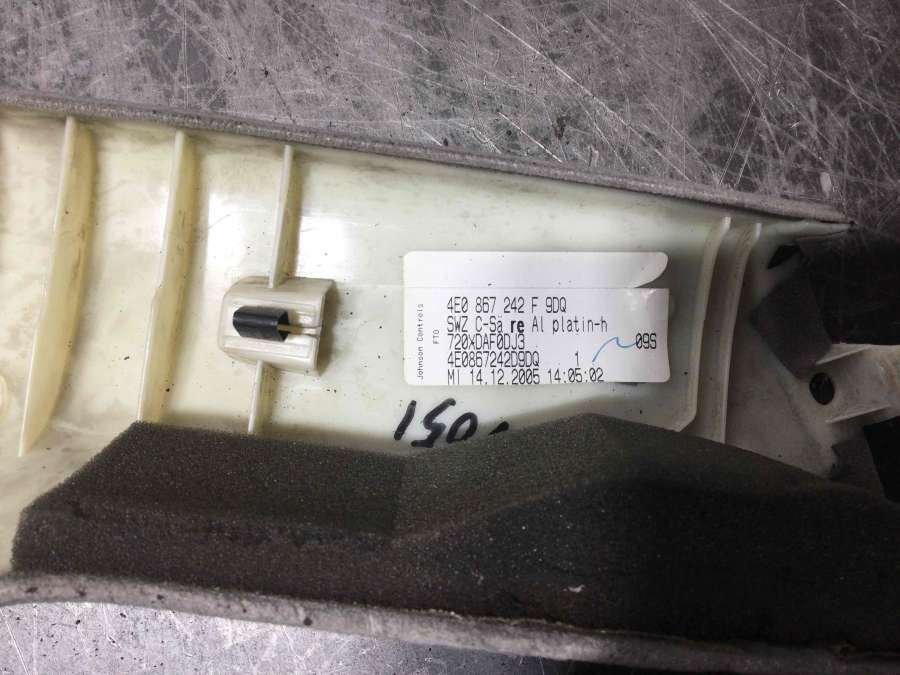 Johnson Controls
FTO
4E0 867 242 F 9DQ
SWZ C-Sä re Al platin-h
720XDAF0DJ3 09S
4E0867242D9DQ 1
MI 14.12.2005 14:05:02